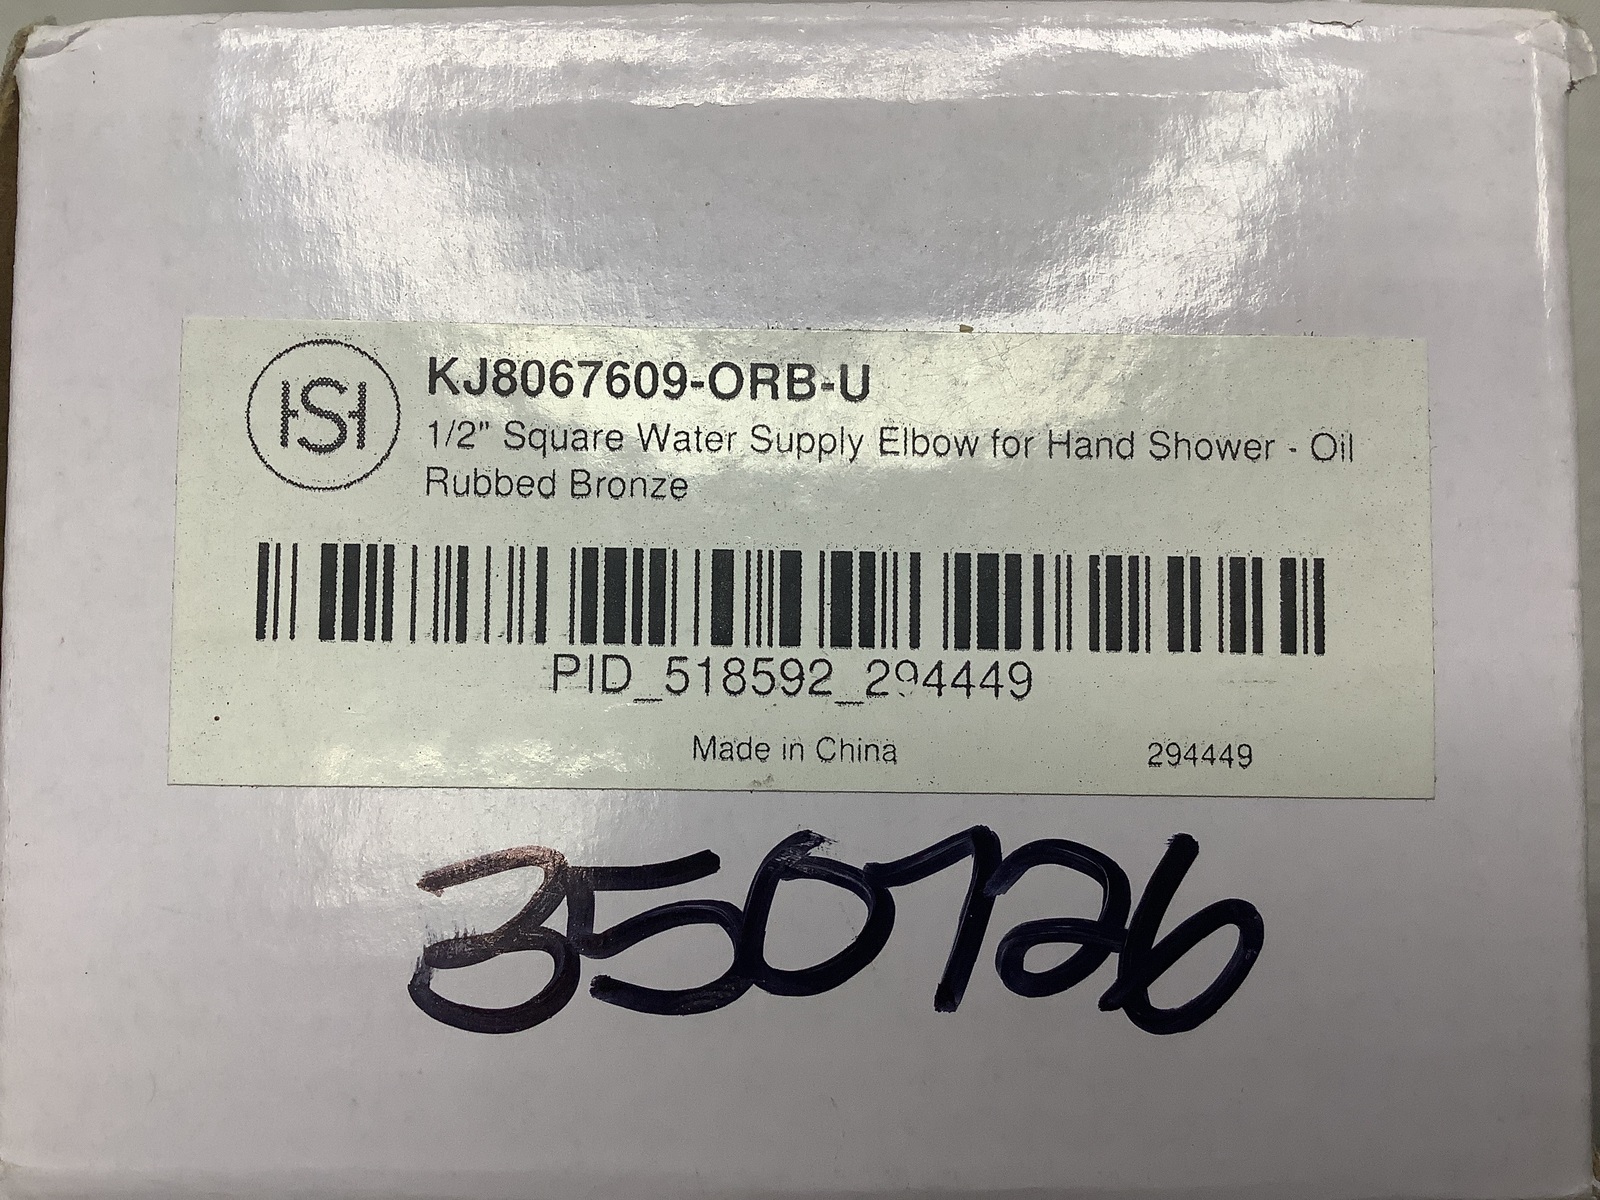 HSH
KJ8067609-ORB-U
1/2" Square Water Supply Elbow for Hand Shower - Oil
Rubbed Bronze
PID_518592_294449
Made in China
294449
350726